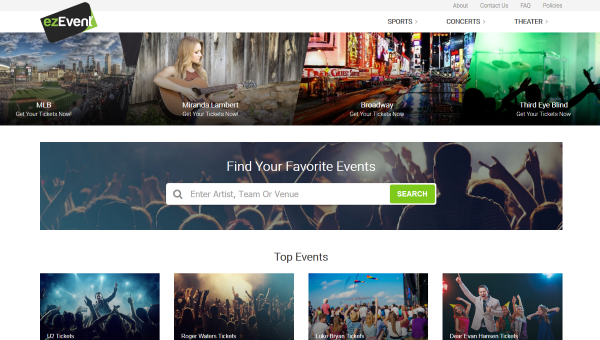 About Contact Us FAQ Policies
ezEvent
SPORTS > CONCERTS > THEATER >
MLB
Get Your Tickets Now!
Miranda Lambert
Get Your Tickets Now!
Broadway
Get Your Tickets Now!
Third Eye Blind
Get Your Tickets Now
Find Your Favorite Events
Enter Artist, Team Or Venue
SEARCH
Top Events
U2 Tickets
Roger Waters Tickets
Luke Bryan Tickets
Dear Evan Hansen Tickets